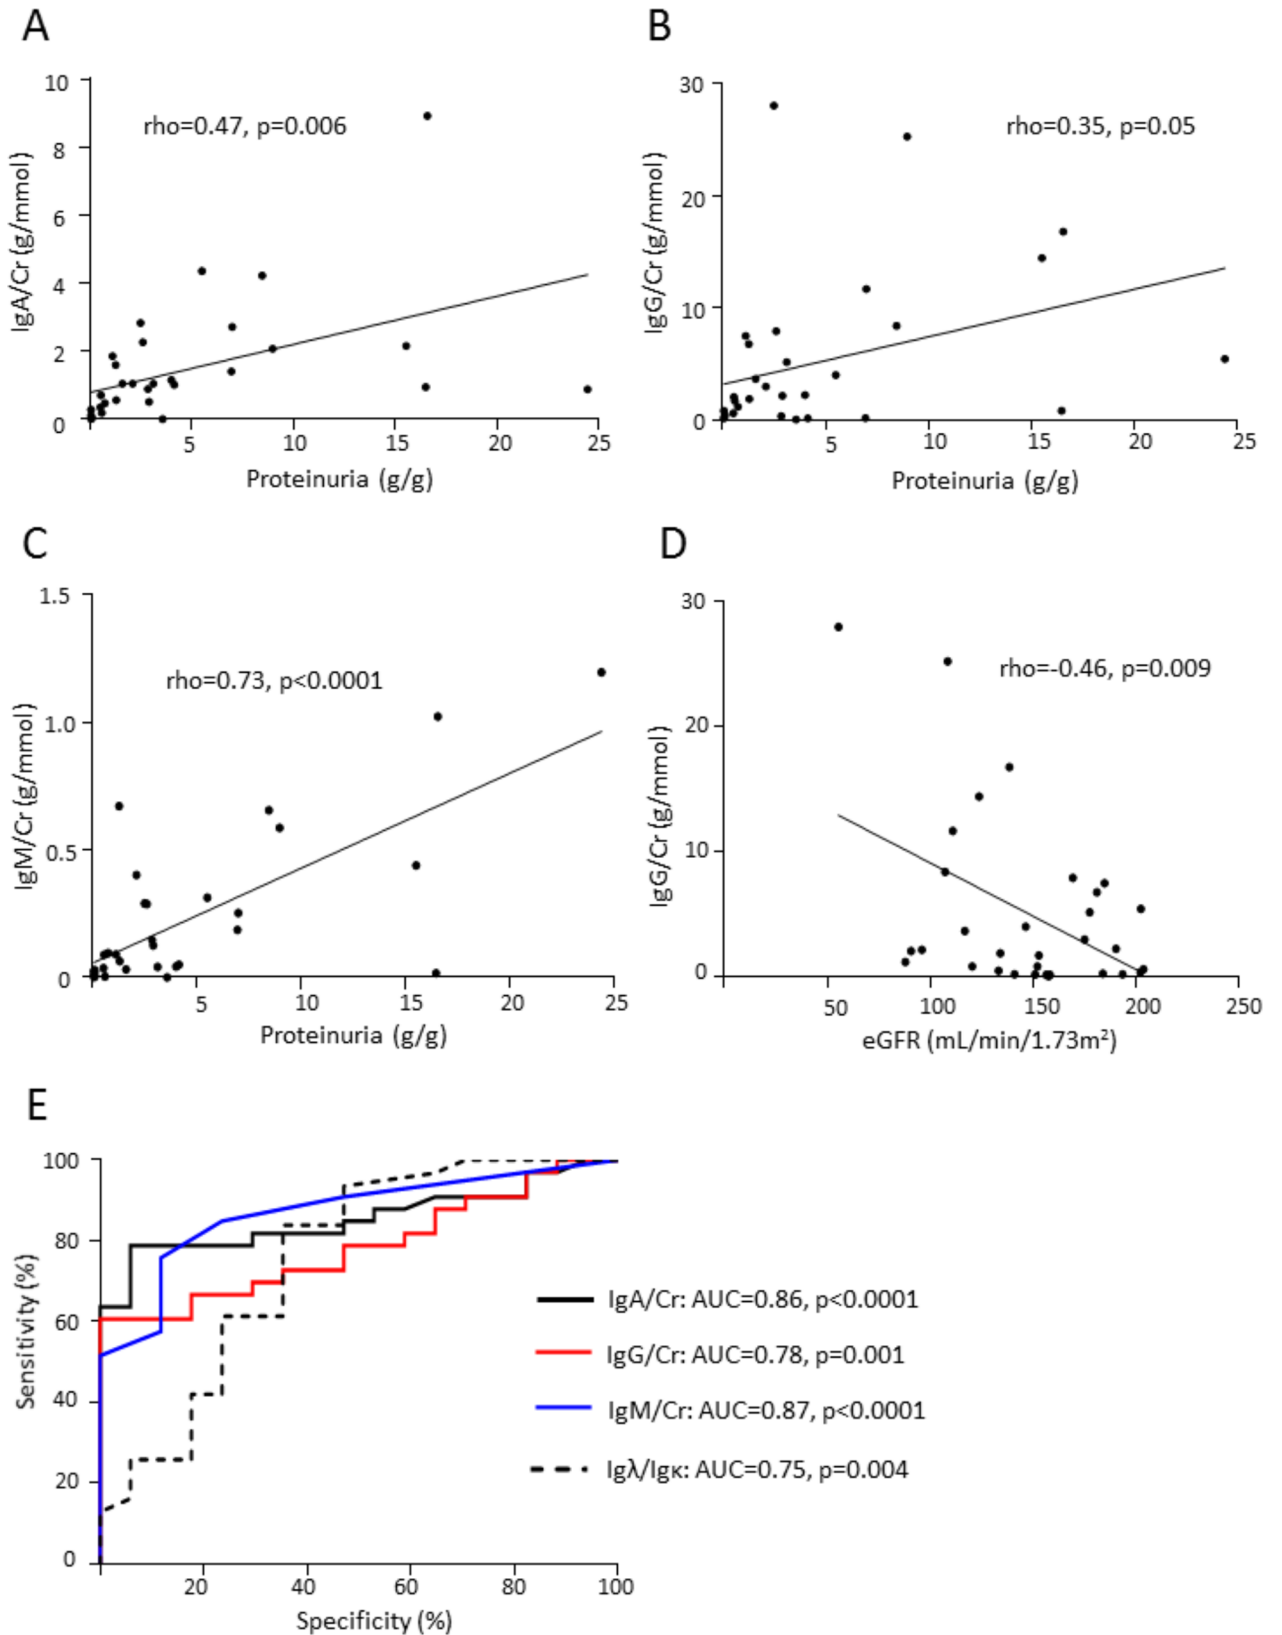 A
10
8
6
4
2
0
IgA/Cr (g/mmol)
rho=0.47, p=0.006
5 10 15 20 25
Proteinuria (g/g)
B
30
20
10
0
IgG/Cr (g/mmol)
rho=0.35, p=0.05
5 10 15 20 25
Proteinuria (g/g)
C
1.5
1.0
0.5
0
IgM/Cr (g/mmol)
rho=0.73, p<0.0001
5 10 15 20 25
Proteinuria (g/g)
D
30
20
10
0
IgG/Cr (g/mmol)
rho=-0.46, p=0.009
50 100 150 200 250
eGFR (mL/min/1.73m²)
E
100
80
60
40
20
0
Sensitivity (%)
20 40 60 80 100
Specificity (%)
IgA/Cr: AUC=0.86, p<0.0001
IgG/Cr: AUC=0.78, p=0.001
IgM/Cr: AUC=0.87, p<0.0001
Igλ/Igκ: AUC=0.75, p=0.004